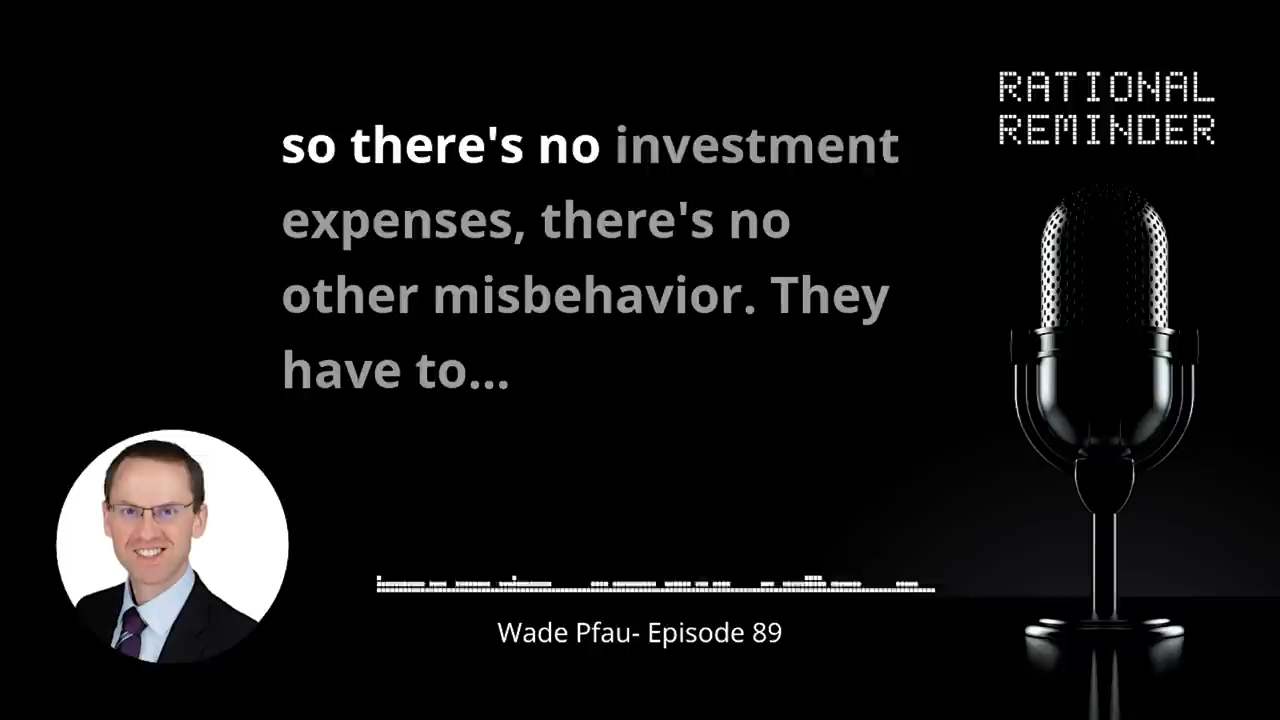 RATIONAL
REMINDER
so there's no investment
expenses, there's no
other misbehavior. They
have to...
Wade Pfau- Episode 89